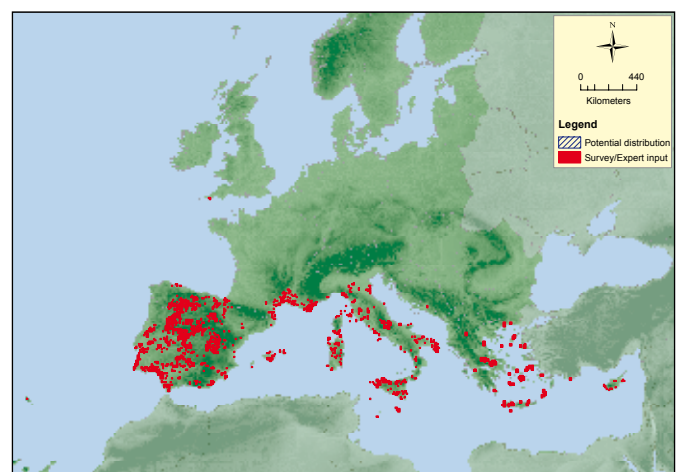 N
0 440
Kilometers
Legend
Potential distribution
Survey/Expert input